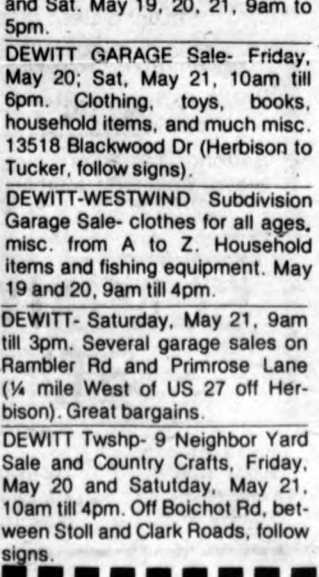 and Sat. May 19, 20, 21, 9am to
5pm.
DEWITT GARAGE Sale- Friday,
May 20; Sat, May 21, 10am till
6pm. Clothing, toys, books,
household items, and much misc.
13518 Blackwood Dr (Herbison to
Tucker, follow signs).
DEWITT-WESTWIND Subdivision
Garage Sale- clothes for all ages,
misc. from A to Z. Household
items and fishing equipment. May
19 and 20, 9am till 4pm.
DEWITT- Saturday, May 21, 9am
till 3pm. Several garage sales on
Rambler Rd and Primrose Lane
(¼ mile West of US 27 off Her-
bison). Great bargains.
DEWITT Twshp- 9 Neighbor Yard
Sale and Country Crafts, Friday,
May 20 and Satutday, May 21,
10am till 4pm. Off Boichot Rd, bet-
ween Stoll and Clark Roads, follow
signs.